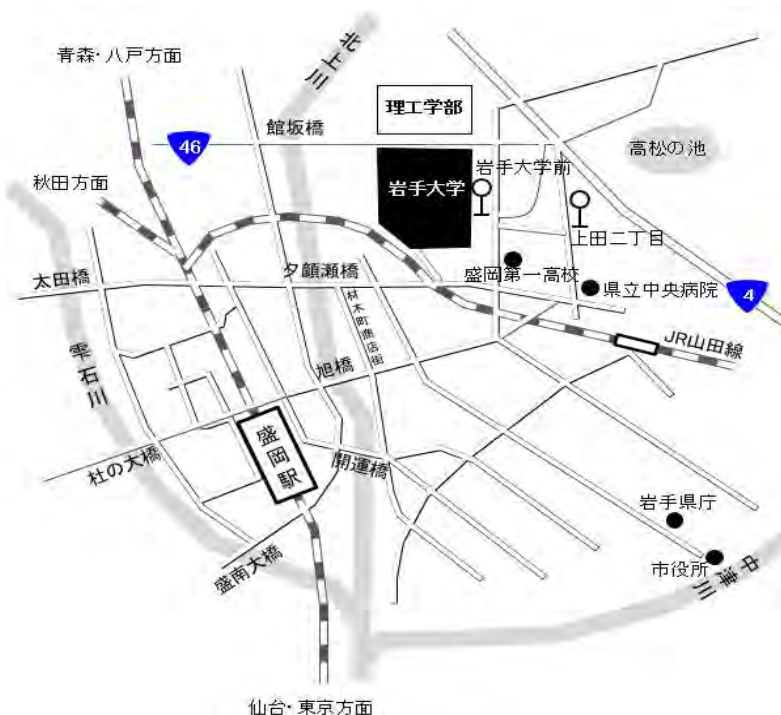 北上川
青森・八戸方面
理工学部
館坂橋
46
高松の池
岩手大学前
秋田方面
岩手大学
上田二丁目
盛岡第一高校
太田橋
夕顔瀬橋
県立中央病院
4
材木町商店街
JR山田線
雫石川
旭橋
盛岡駅
杜の大橋
開運橋
岩手県庁
盛南大橋
市役所
中津川
仙台・東京方面